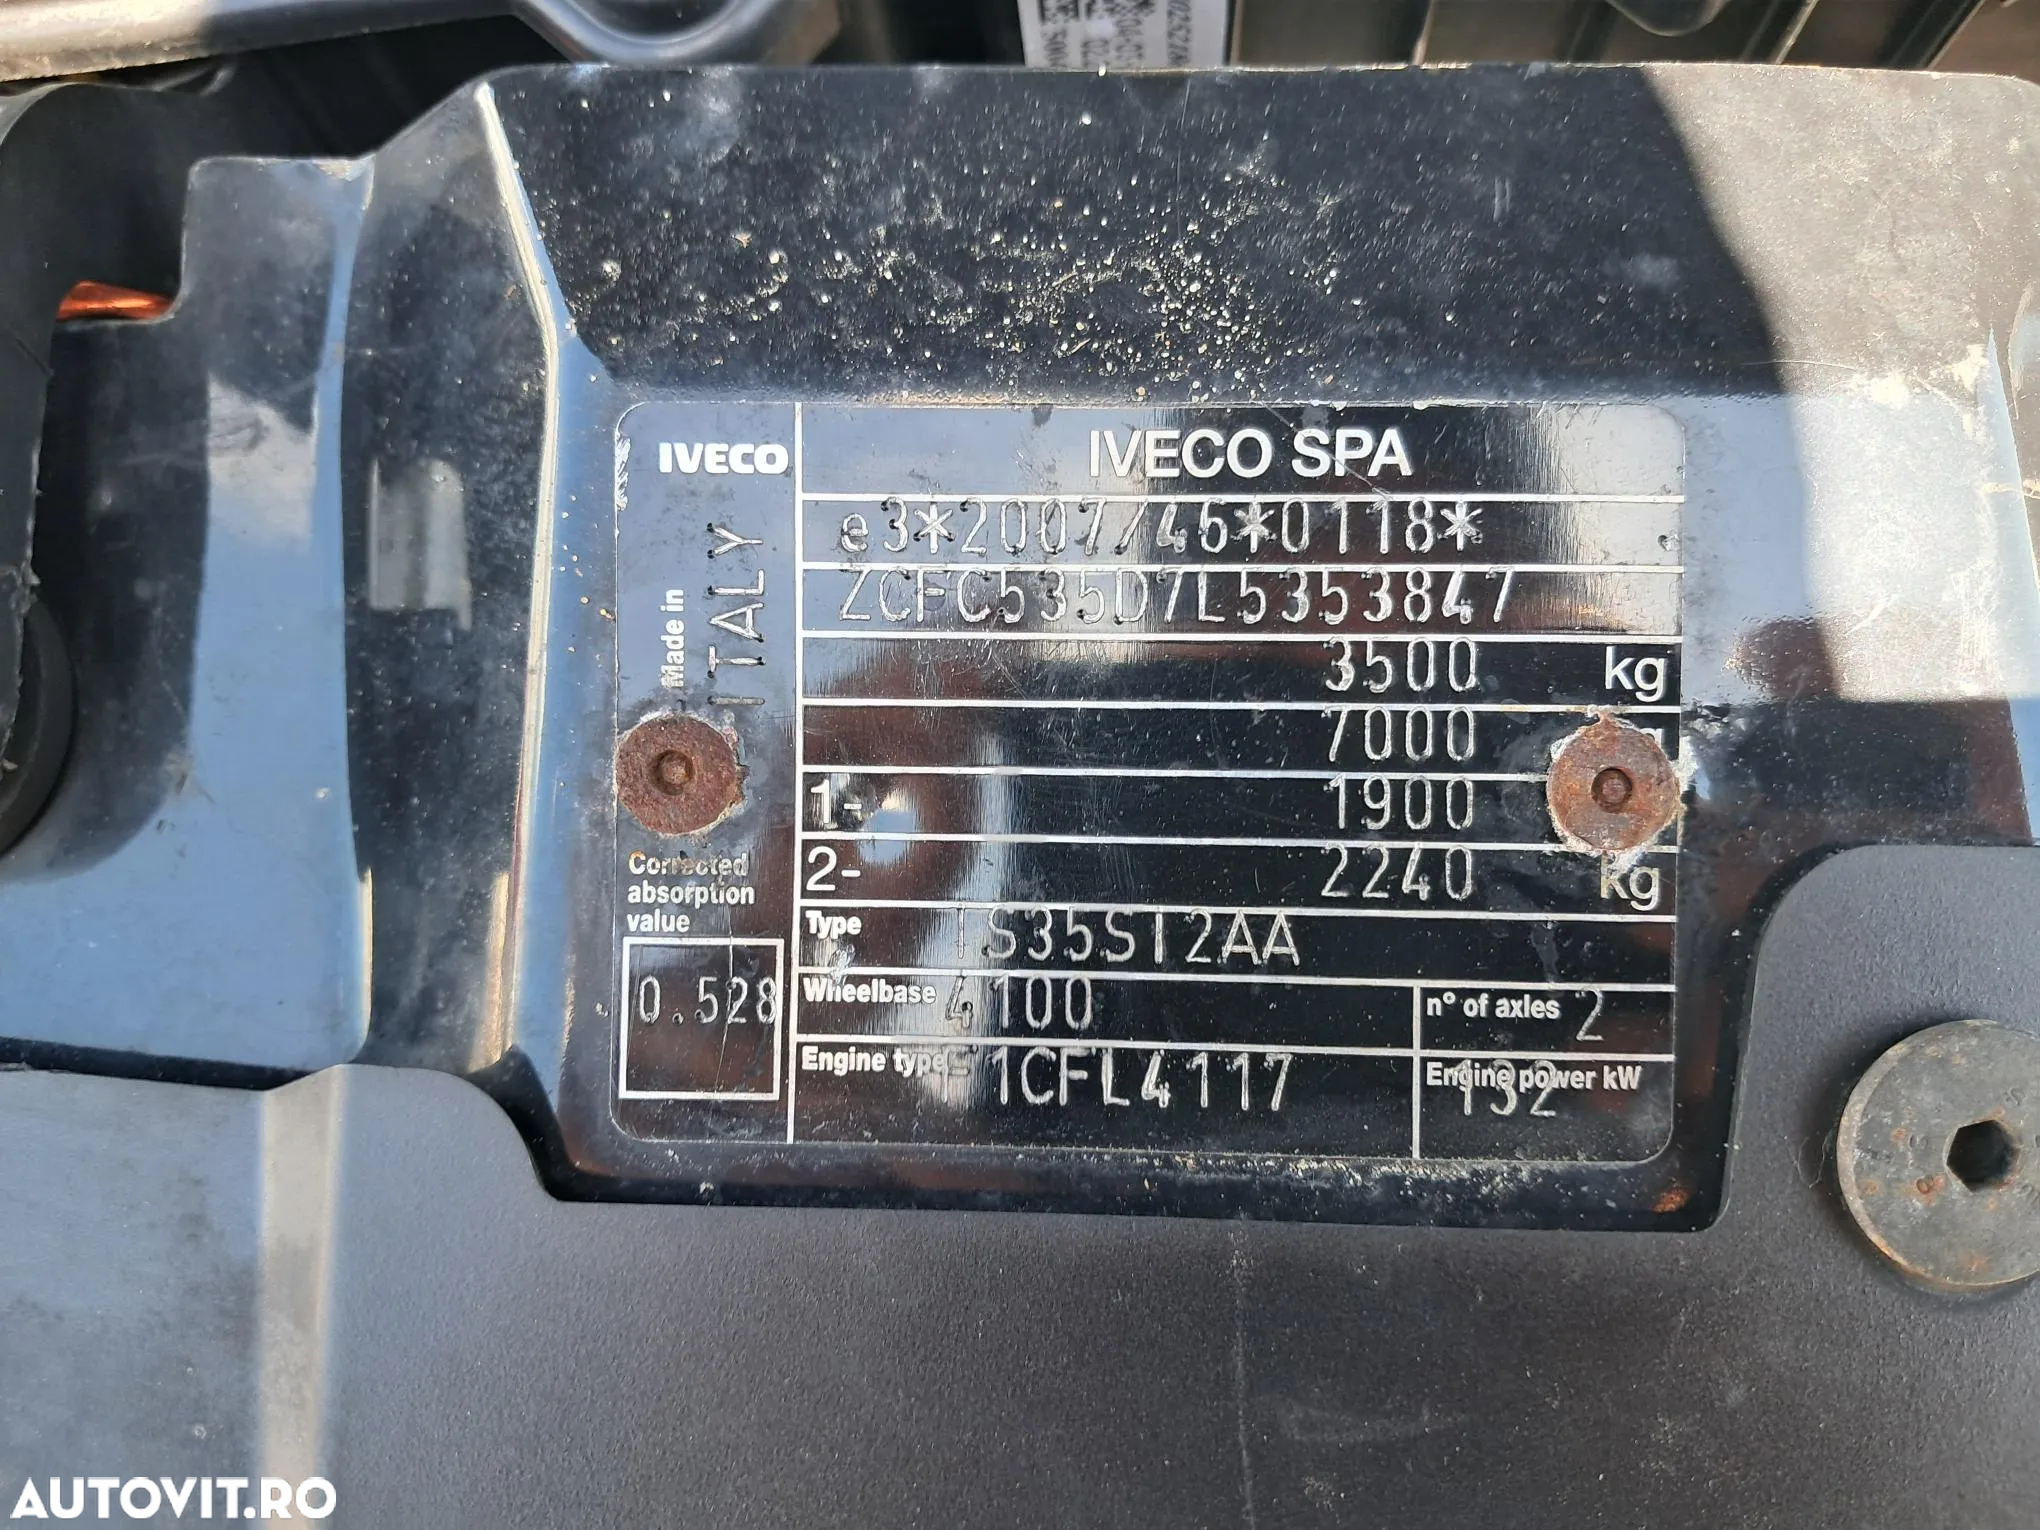 IVECO
IVECO SPA
e3*2007/46*0118*
ZCFC535D7L5353847
Made in
ITALY
3500 kg
7000
1- 1900
2- 2240 kg
Corrected
absorption
value
0.528
Type TS35ST2AA
Wheelbase 4100
n° of axles 2
Engine type F1CFL4117
Engine power kW
132
AUTOVIT.RO